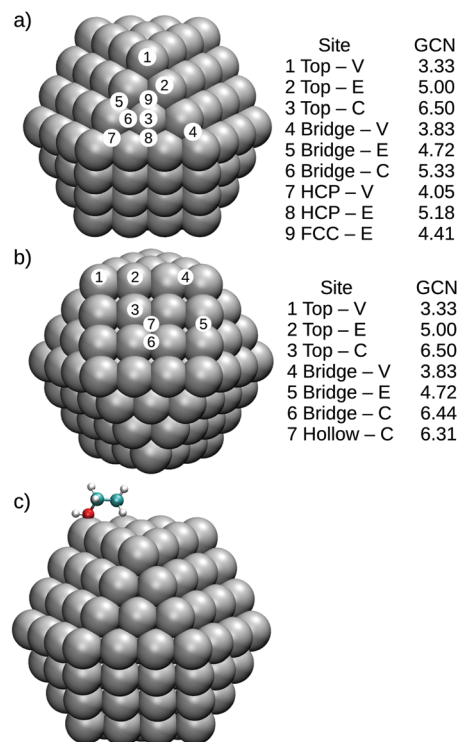 a)
Site GCN
1 Top – V 3.33
2 Top – E 5.00
3 Top – C 6.50
4 Bridge – V 3.83
5 Bridge – E 4.72
6 Bridge – C 5.33
7 HCP – V 4.05
8 HCP – E 5.18
9 FCC – E 4.41
1
2
5 9
6 3
7 8 4
b)
Site GCN
1 Top – V 3.33
2 Top – E 5.00
3 Top – C 6.50
4 Bridge – V 3.83
5 Bridge – E 4.72
6 Bridge – C 6.44
7 Hollow – C 6.31
1 2 4
3
7 5
6
c)